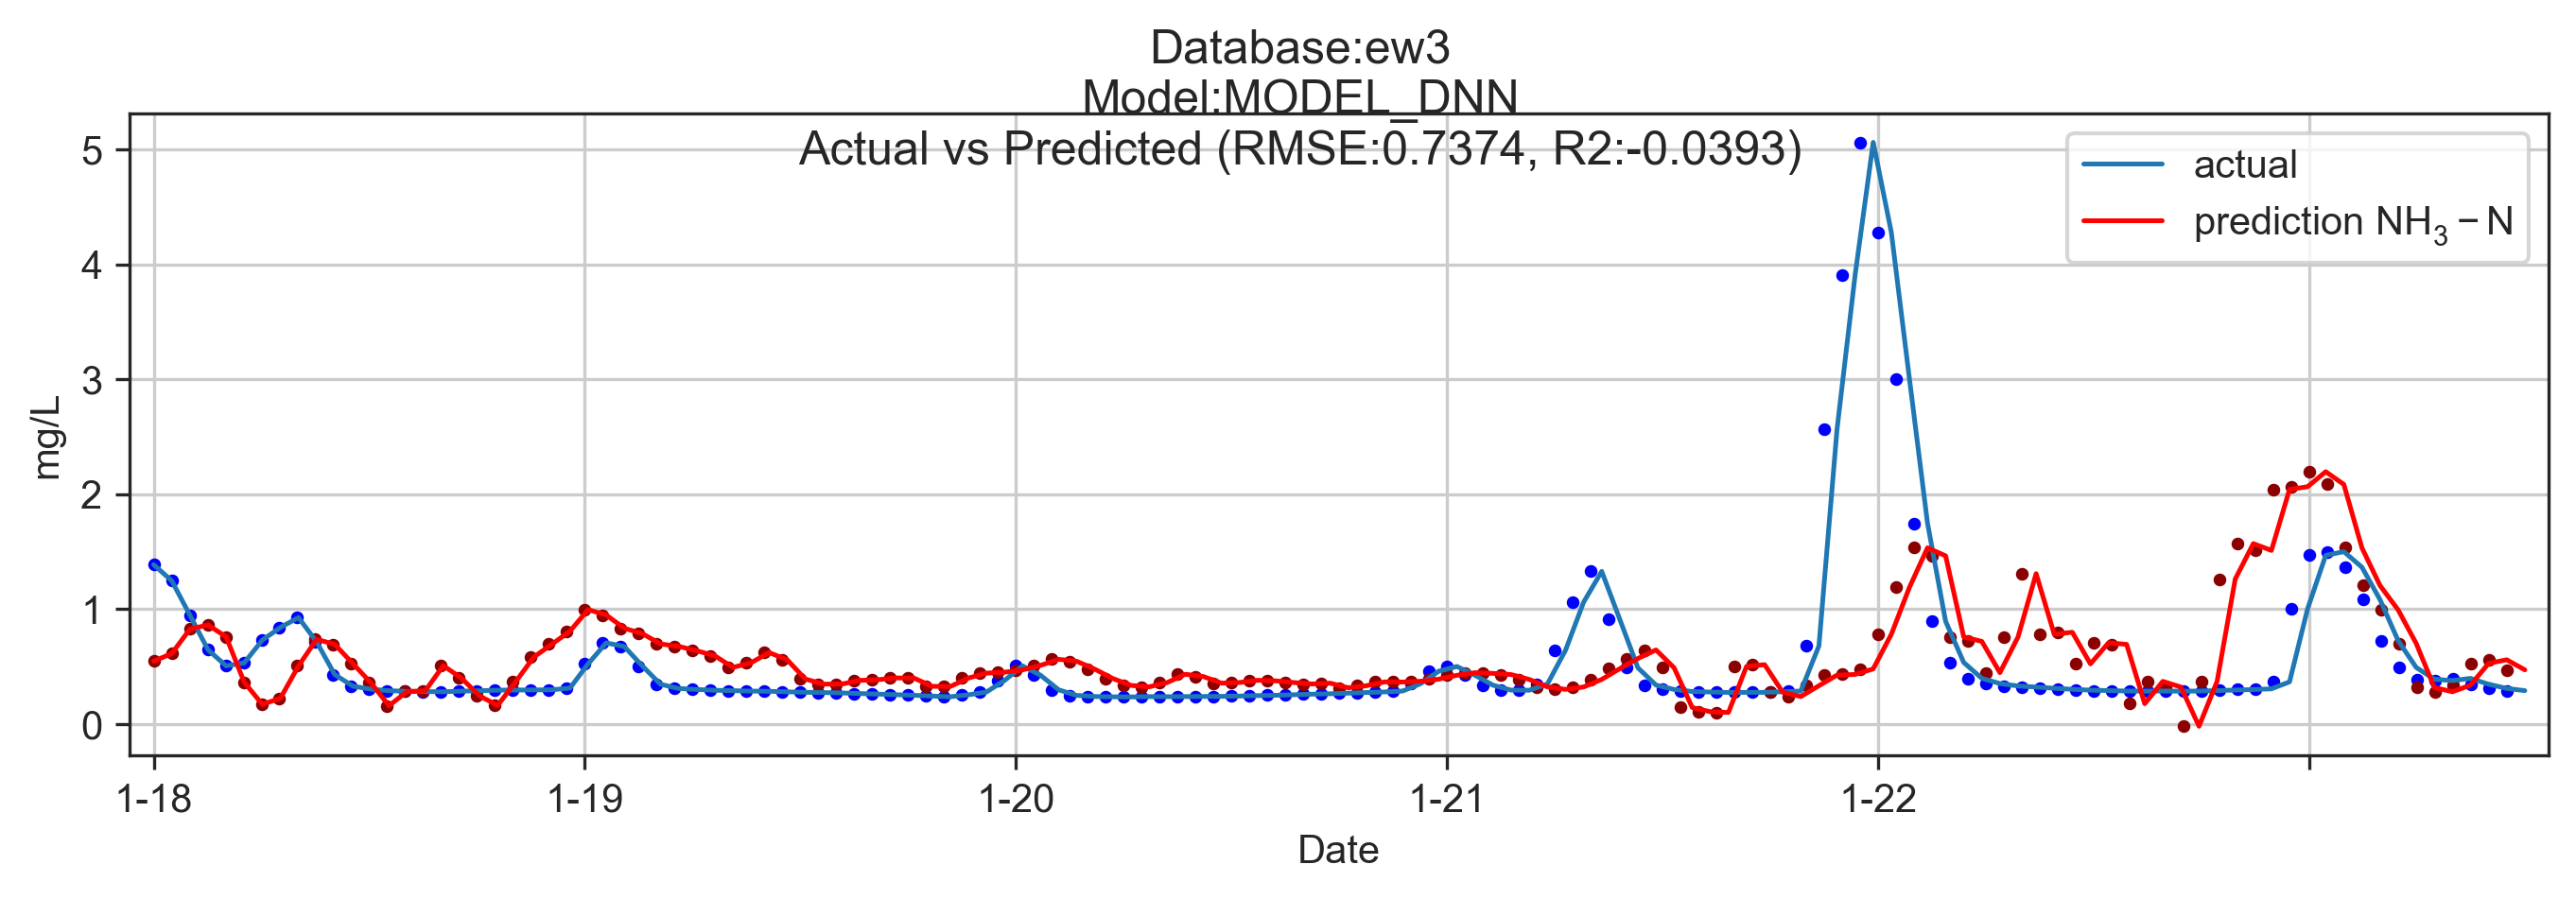 Database:ew3
Model:MODEL_DNN
Actual vs Predicted (RMSE:0.7374, R2:-0.0393)
actual
prediction NH₃ − N
mg/L
5
4
3
2
1
0
1-18 1-19 1-20 1-21 1-22
Date